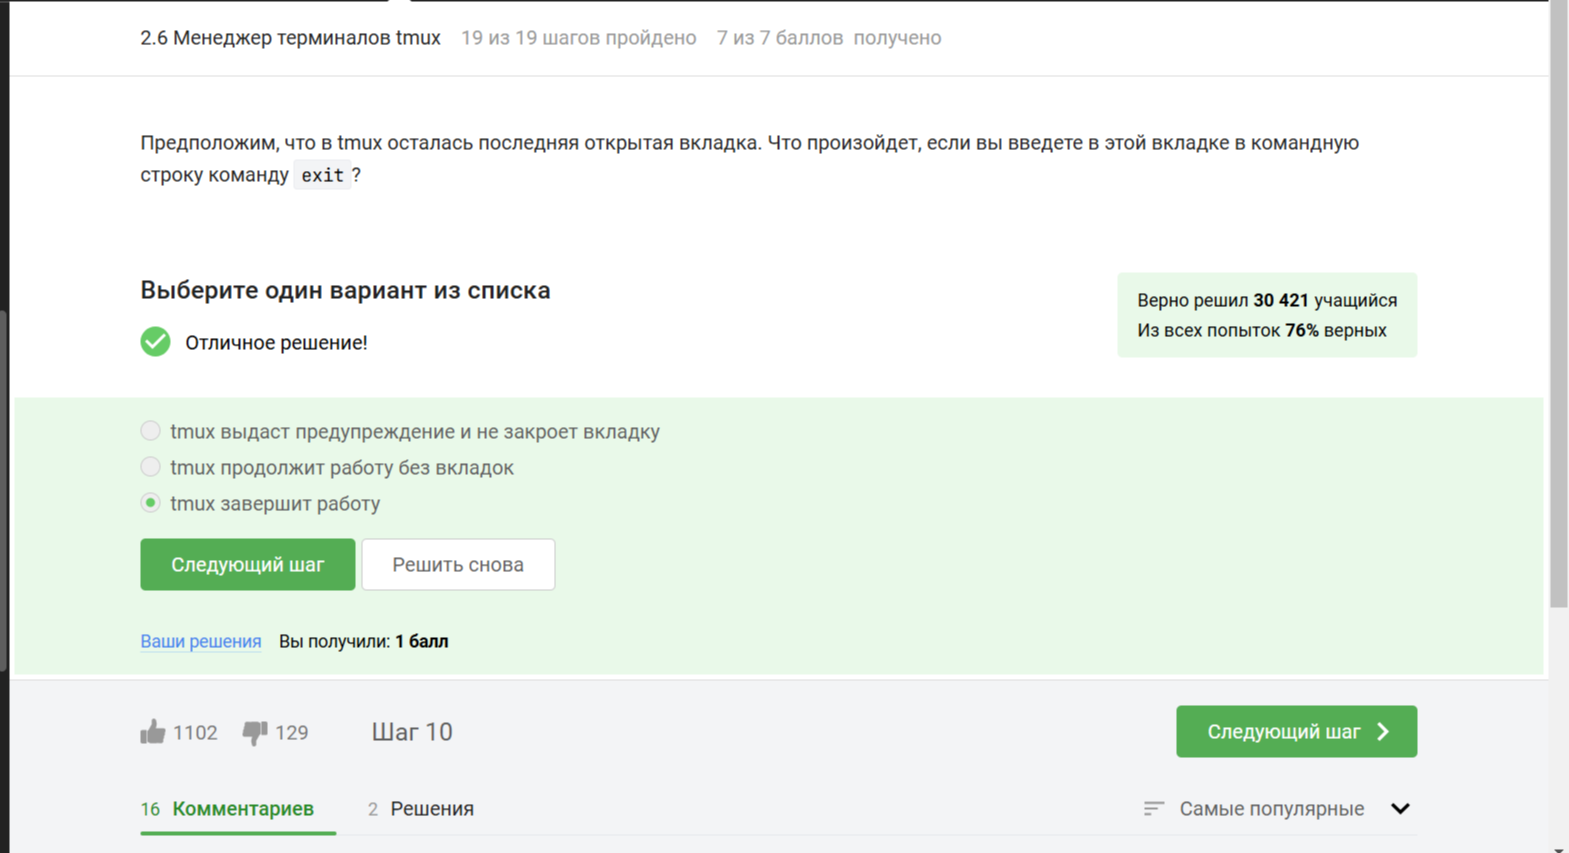 2.6 Менеджер терминалов tmux 19 из 19 шагов пройдено 7 из 7 баллов получено
Предположим, что в tmux осталась последняя открытая вкладка. Что произойдет, если вы введете в этой вкладке в командную
строку команду exit?
Выберите один вариант из списка
Отличное решение!
Верно решил 30 421 учащийся
Из всех попыток 76% верных
tmux выдаст предупреждение и не закроет вкладку
tmux продолжит работу без вкладок
tmux завершит работу
Следующий шаг Решить снова
Ваши решения Вы получили: 1 балл
1102 129 Шаг 10 Следующий шаг
16 Комментариев 2 Решения Самые популярные